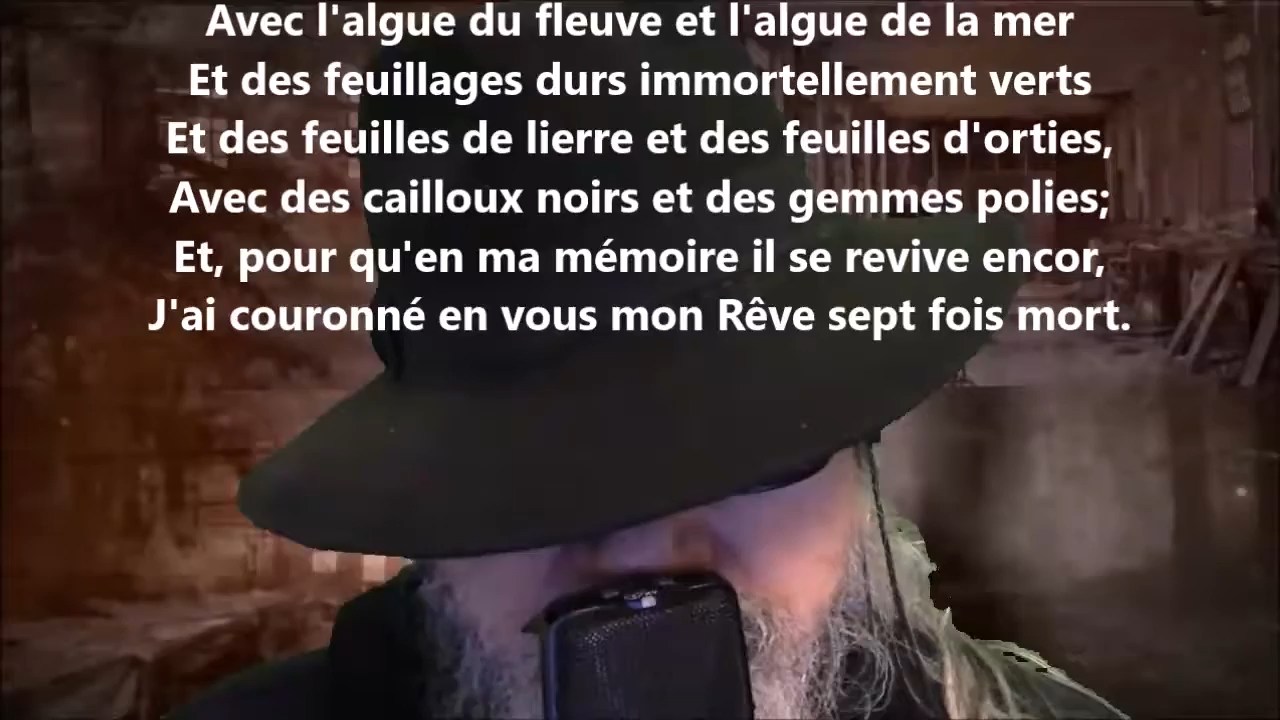 Avec l'algue du fleuve et l'algue de la mer
Et des feuillages durs immortellement verts
Et des feuilles de lierre et des feuilles d'orties,
Avec des cailloux noirs et des gemmes polies;
Et, pour qu'en ma mémoire il se revive encor,
J'ai couronné en vous mon Rêve sept fois mort.